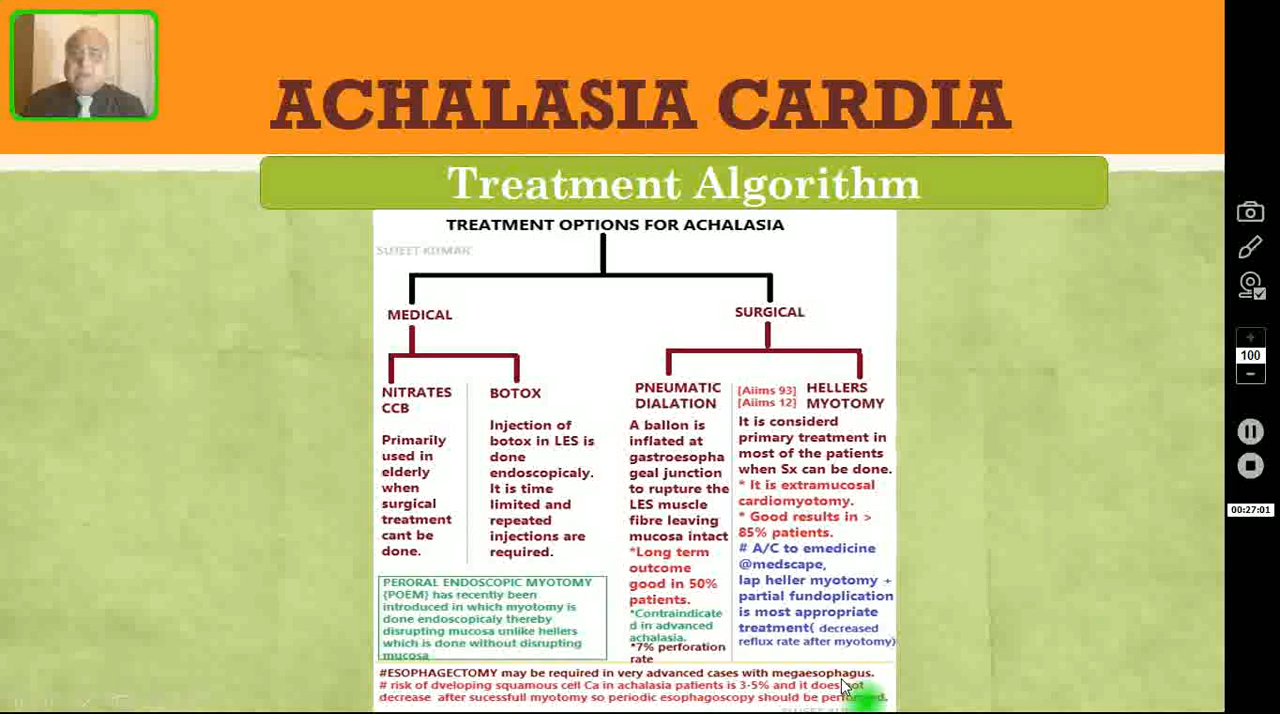 ACHALASIA CARDIA
Treatment Algorithm
TREATMENT OPTIONS FOR ACHALASIA
SUJEET KUMAR
MEDICAL
SURGICAL
NITRATES
CCB
Primarily
used in
elderly
when
surgical
treatment
cant be
done.
BOTOX
Injection of
botox in LES is
done
endoscopicaly.
It is time
limited and
repeated
injections are
required.
PNEUMATIC
DIALATION
A ballon is
inflated at
gastroesopha
geal junction
to rupture the
LES muscle
fibre leaving
mucosa intact
*Long term
outcome
good in 50%
patients.
*Contraindicate
d in advanced
achalasia.
*7% perforation
rate
[Aiims 93]
[Aiims 12]
HELLERS
MYOTOMY
It is considerd
primary treatment in
most of the patients
when Sx can be done.
* It is extramucosal
cardiomyotomy.
* Good results in >
85% patients.
# A/C to emedicine
@medscape,
lap heller myotomy +
partial fundoplication
is most appropriate
treatment( decreased
reflux rate after myotomy)
PERORAL ENDOSCOPIC MYOTOMY
{POEM} has recently been
introduced in which myotomy is
done endoscopicaly thereby
disrupting mucosa unlike hellers
which is done without disrupting
mucosa
#ESOPHAGECTOMY may be required in very advanced cases with megaesophagus.
# risk of dveloping squamous cell Ca in achalasia patients is 3-5% and it does not
decrease after sucessfull myotomy so periodic esophagoscopy should be performed.
100
00:27:01